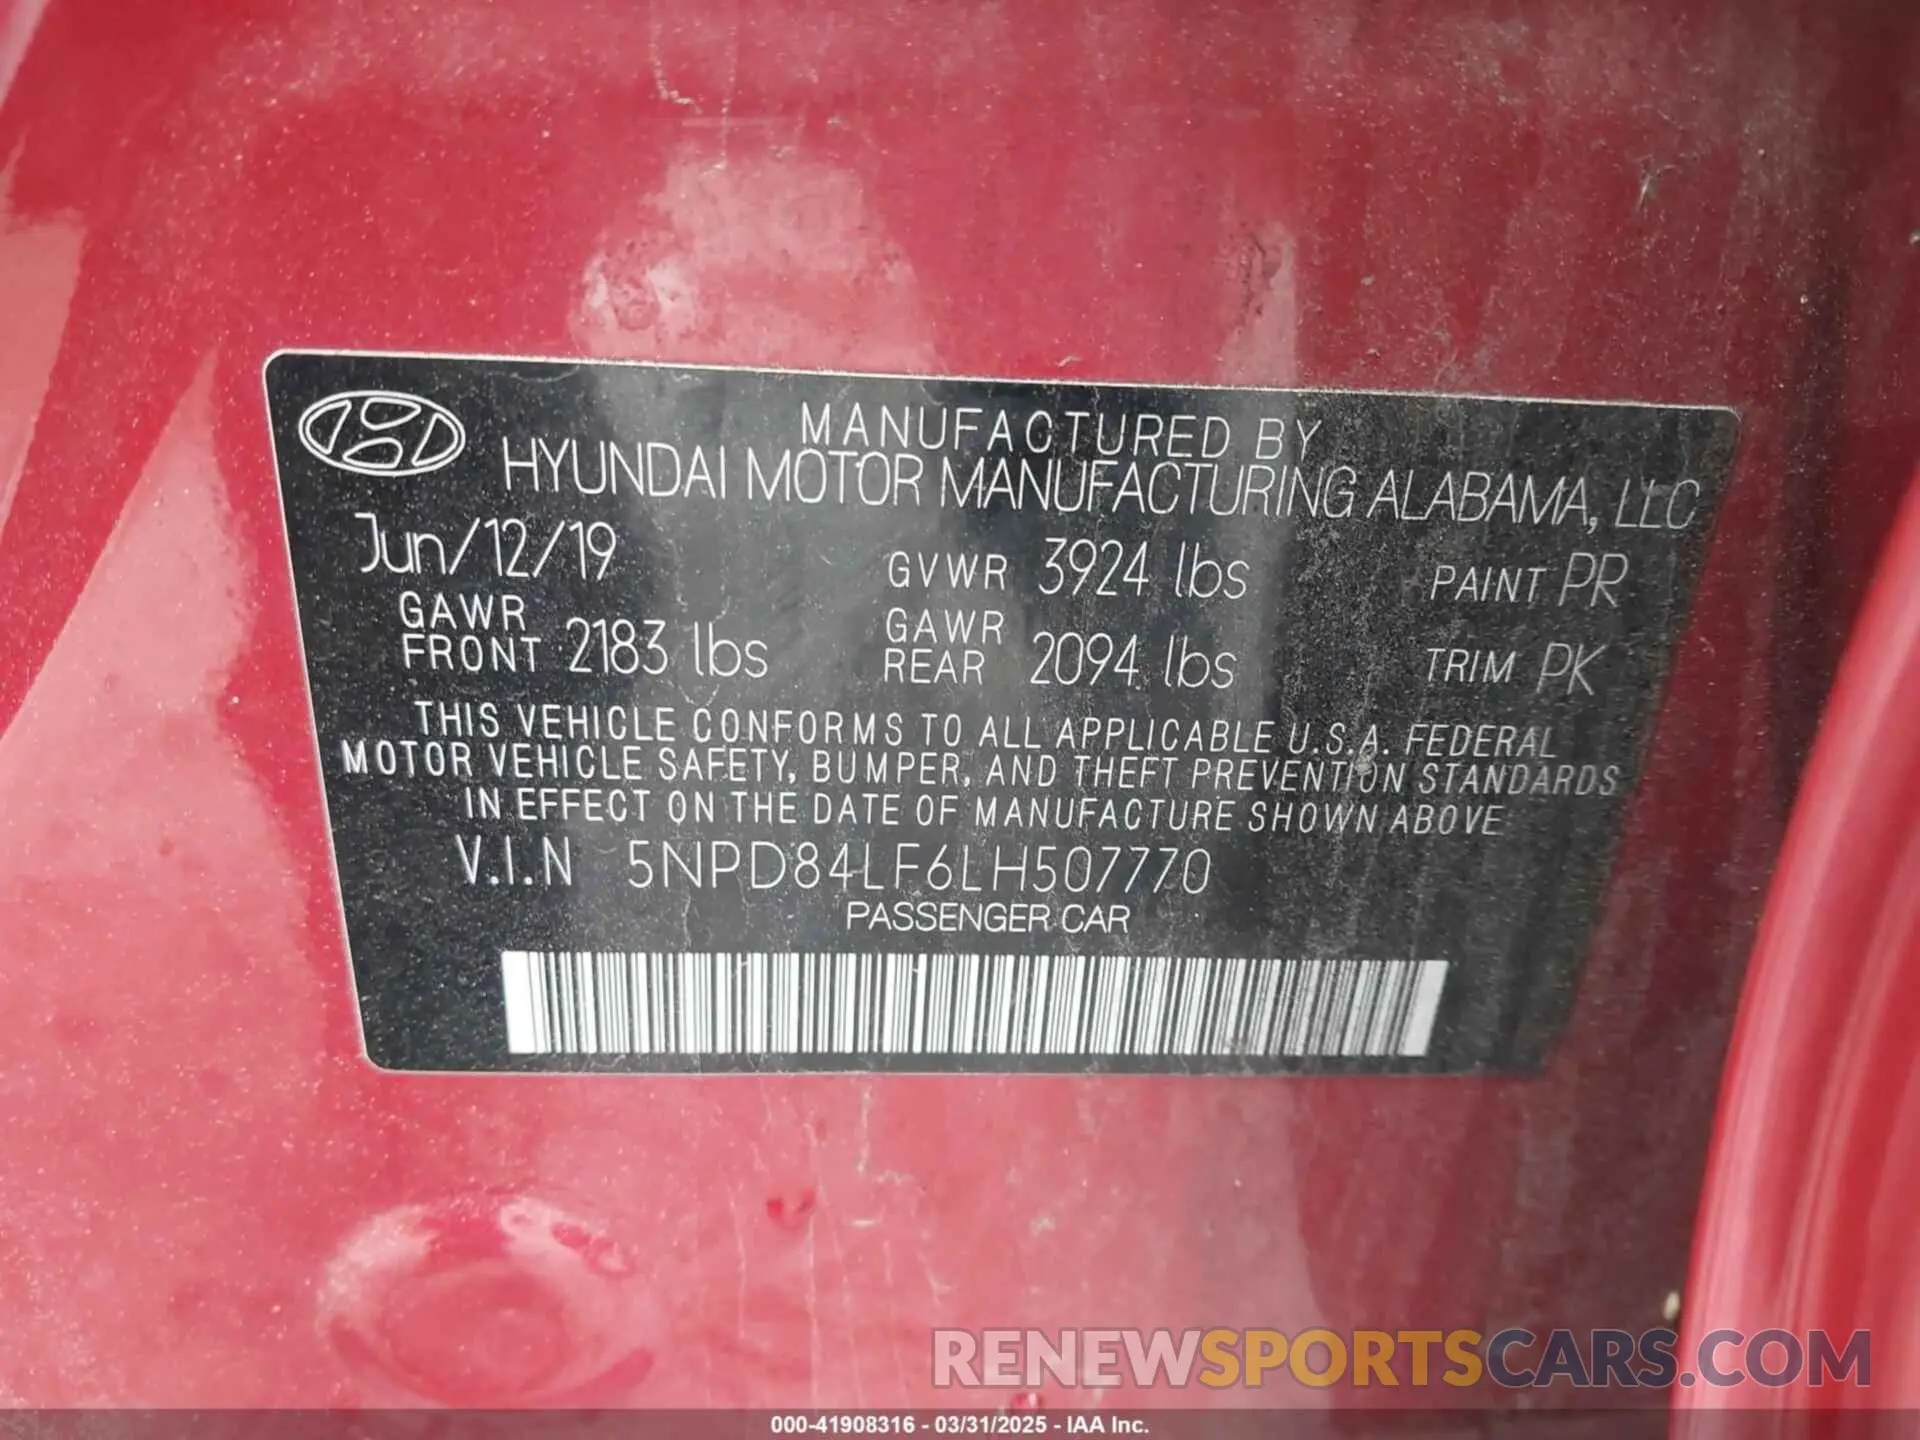 MANUFACTURED BY
HYUNDAI MOTOR MANUFACTURING ALABAMA, LLC
Jun/12/19 GVWR 3924 lbs PAINT PR
GAWR FRONT 2183 lbs GAWR REAR 2094 lbs TRIM PK
THIS VEHICLE CONFORMS TO ALL APPLICABLE U.S.A. FEDERAL
MOTOR VEHICLE SAFETY, BUMPER, AND THEFT PREVENTION STANDARDS
IN EFFECT ON THE DATE OF MANUFACTURE SHOWN ABOVE
V.I.N 5NPD84LF6LH507770
PASSENGER CAR
RENEWSPORTSCARS.COM
000-41908316 - 03/31/2025 - IAA Inc.